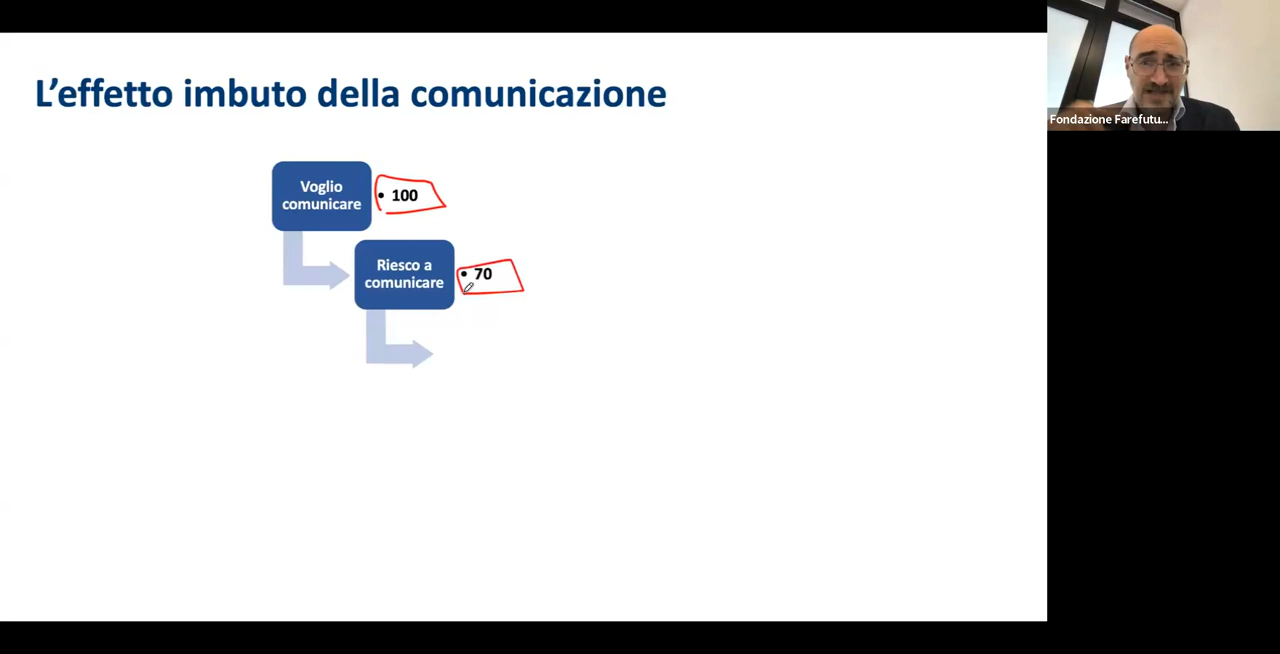 L'effetto imbuto della comunicazione
Voglio
comunicare
• 100
Riesco a
comunicare
• 70
Fondazione Farefutu...